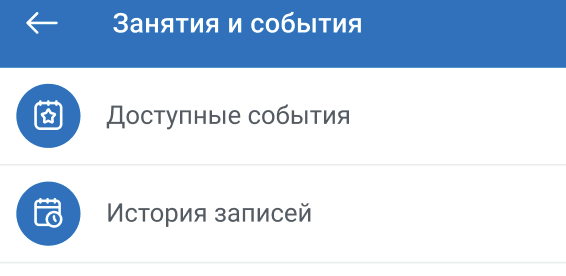 Занятия и события
Доступные события
История записей